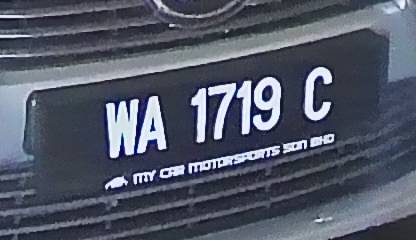 WA 1719 C
MY CAR MOTORSPORTS SDN BHD